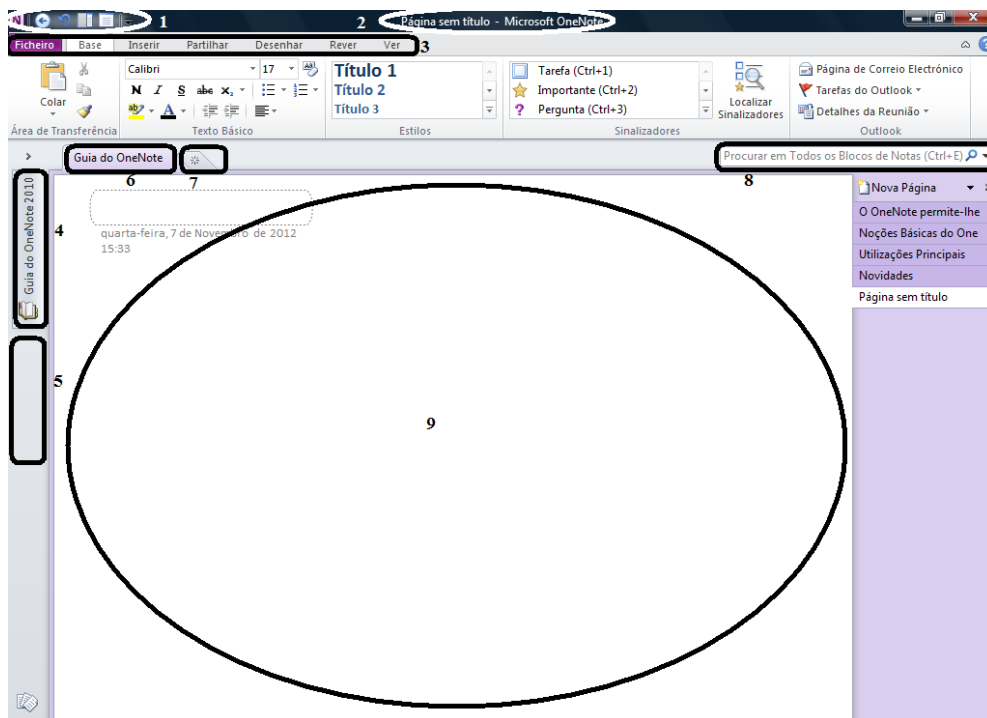 1 2 Página sem título - Microsoft OneNote
Ficheiro Base Inserir Partilhar Desenhar Rever Ver 3
Colar
Área de Transferência
Calibri 17
N I S abc x₂
ab A
Texto Básico
Título 1
Título 2
Título 3
Estilos
Tarefa (Ctrl+1)
Importante (Ctrl+2)
? Pergunta (Ctrl+3)
Localizar
Sinalizadores
Sinalizadores
Página de Correio Electrónico
Tarefas do Outlook
Detalhes da Reunião
Outlook
Guia do OneNote
Procurar em Todos os Blocos de Notas (Ctrl+E)
6 7 8
Guia do OneNote 2010
4
quarta-feira, 7 de Novembro de 2012
15:33
5
9
Nova Página
O OneNote permite-lhe
Noções Básicas do One
Utilizações Principais
Novidades
Página sem título